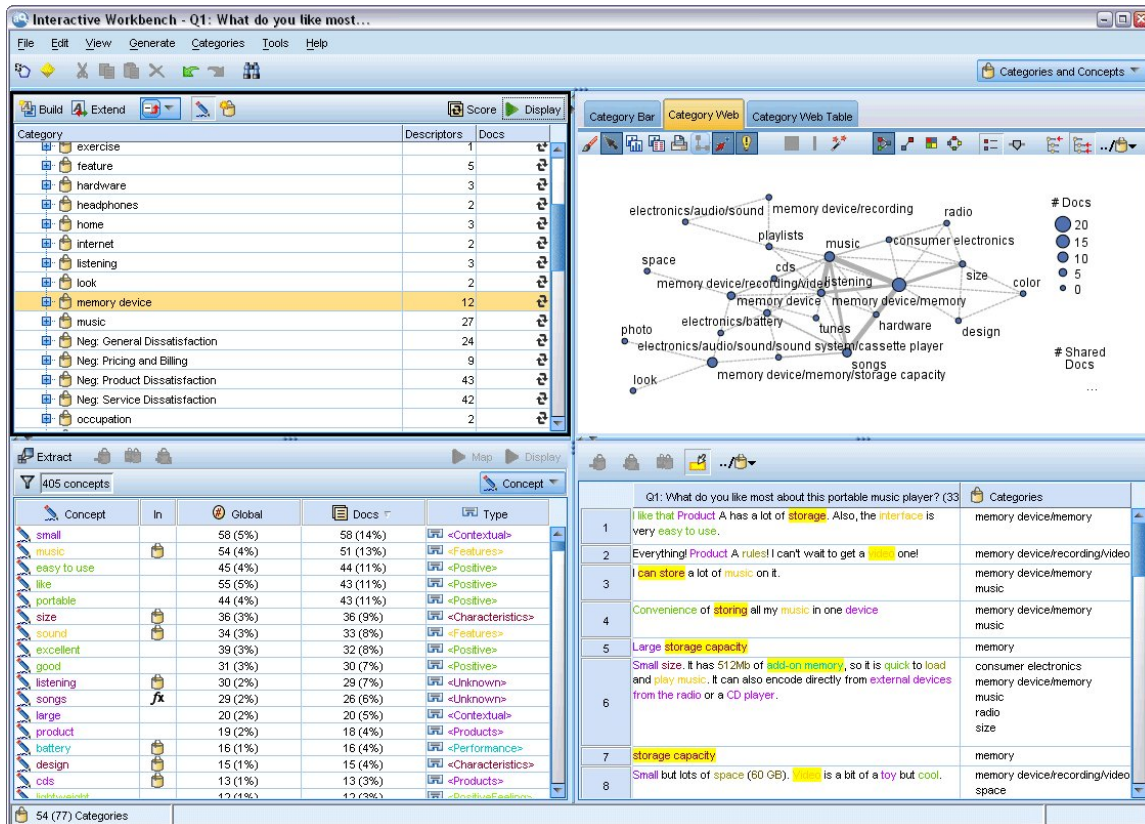 Interactive Workbench - Q1: What do you like most...
File Edit View Generate Categories Tools Help
Categories and Concepts
Build Extend Score Display
Category Descriptors Docs
exercise 1
feature 5
hardware 3
headphones 2
home 3
internet 2
listening 3
look 2
memory device 12
music 27
Neg: General Dissatisfaction 24
Neg: Pricing and Billing 9
Neg: Product Dissatisfaction 43
Neg: Service Dissatisfaction 42
occupation 2
Category Bar Category Web Category Web Table
electronics/audio/sound
memory device/recording
radio
playlists
music
consumer electronics
space
cds
size
memory device/recording/video
listening
color
memory device
memory device/memory
photo
electronics/battery
tunes
hardware
design
electronics/audio/sound/sound system/cassette player
songs
look
memory device/memory/storage capacity
# Docs
20
15
10
5
0
# Shared
Docs
...
Extract Map Display
405 concepts Concept
Concept In Global Docs Type
small 58 (5%) 58 (14%) <Contextual>
music 54 (4%) 51 (13%) <Features>
easy to use 45 (4%) 44 (11%) <Positive>
like 55 (5%) 43 (11%) <Positive>
portable 44 (4%) 43 (11%) <Positive>
size 36 (3%) 36 (9%) <Characteristics>
sound 34 (3%) 33 (8%) <Features>
excellent 39 (3%) 32 (8%) <Positive>
good 31 (3%) 30 (7%) <Positive>
listening 30 (2%) 29 (7%) <Unknown>
songs fx 29 (2%) 26 (6%) <Unknown>
large 20 (2%) 20 (5%) <Contextual>
product 19 (2%) 18 (4%) <Products>
battery 16 (1%) 16 (4%) <Performance>
design 15 (1%) 15 (4%) <Characteristics>
cds 13 (1%) 13 (3%) <Products>
lightweight 12 (1%) 12 (3%) <PositiveFeeling>
../
Q1: What do you like most about this portable music player? (33 Categories
1 I like that Product A has a lot of storage. Also, the interface is memory device/memory
very easy to use.
2 Everything! Product A rules! I can't wait to get a video one! memory device/recording/video
3 I can store a lot of music on it. memory device/memory
music
4 Convenience of storing all my music in one device memory device/memory
music
5 Large storage capacity memory
6 Small size. It has 512Mb of add-on memory, so it is quick to load consumer electronics
and play music. It can also encode directly from external devices memory device/memory
from the radio or a CD player. music
radio
size
7 storage capacity memory
8 Small but lots of space (60 GB). Video is a bit of a toy but cool. memory device/recording/video
space
54 (77) Categories